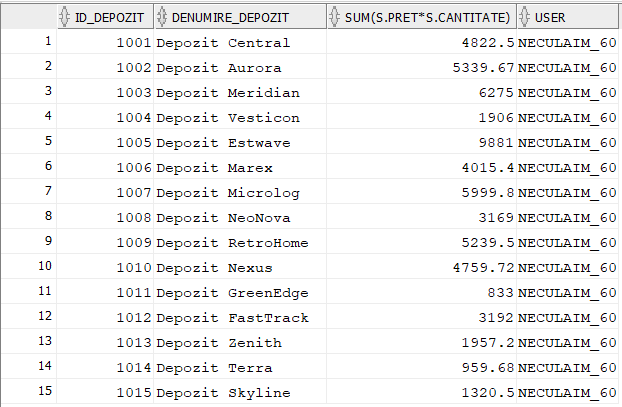 ID_DEPOZIT DENUMIRE_DEPOZIT SUM(S.PRET*S.CANTITATE) USER
1 1001 Depozit Central 4822.5 NECULAIM_60
2 1002 Depozit Aurora 5339.67 NECULAIM_60
3 1003 Depozit Meridian 6275 NECULAIM_60
4 1004 Depozit Vesticon 1906 NECULAIM_60
5 1005 Depozit Estwave 9881 NECULAIM_60
6 1006 Depozit Marex 4015.4 NECULAIM_60
7 1007 Depozit Microlog 5999.8 NECULAIM_60
8 1008 Depozit NeoNova 3169 NECULAIM_60
9 1009 Depozit RetroHome 5239.5 NECULAIM_60
10 1010 Depozit Nexus 4759.72 NECULAIM_60
11 1011 Depozit GreenEdge 833 NECULAIM_60
12 1012 Depozit FastTrack 3192 NECULAIM_60
13 1013 Depozit Zenith 1957.2 NECULAIM_60
14 1014 Depozit Terra 959.68 NECULAIM_60
15 1015 Depozit Skyline 1320.5 NECULAIM_60